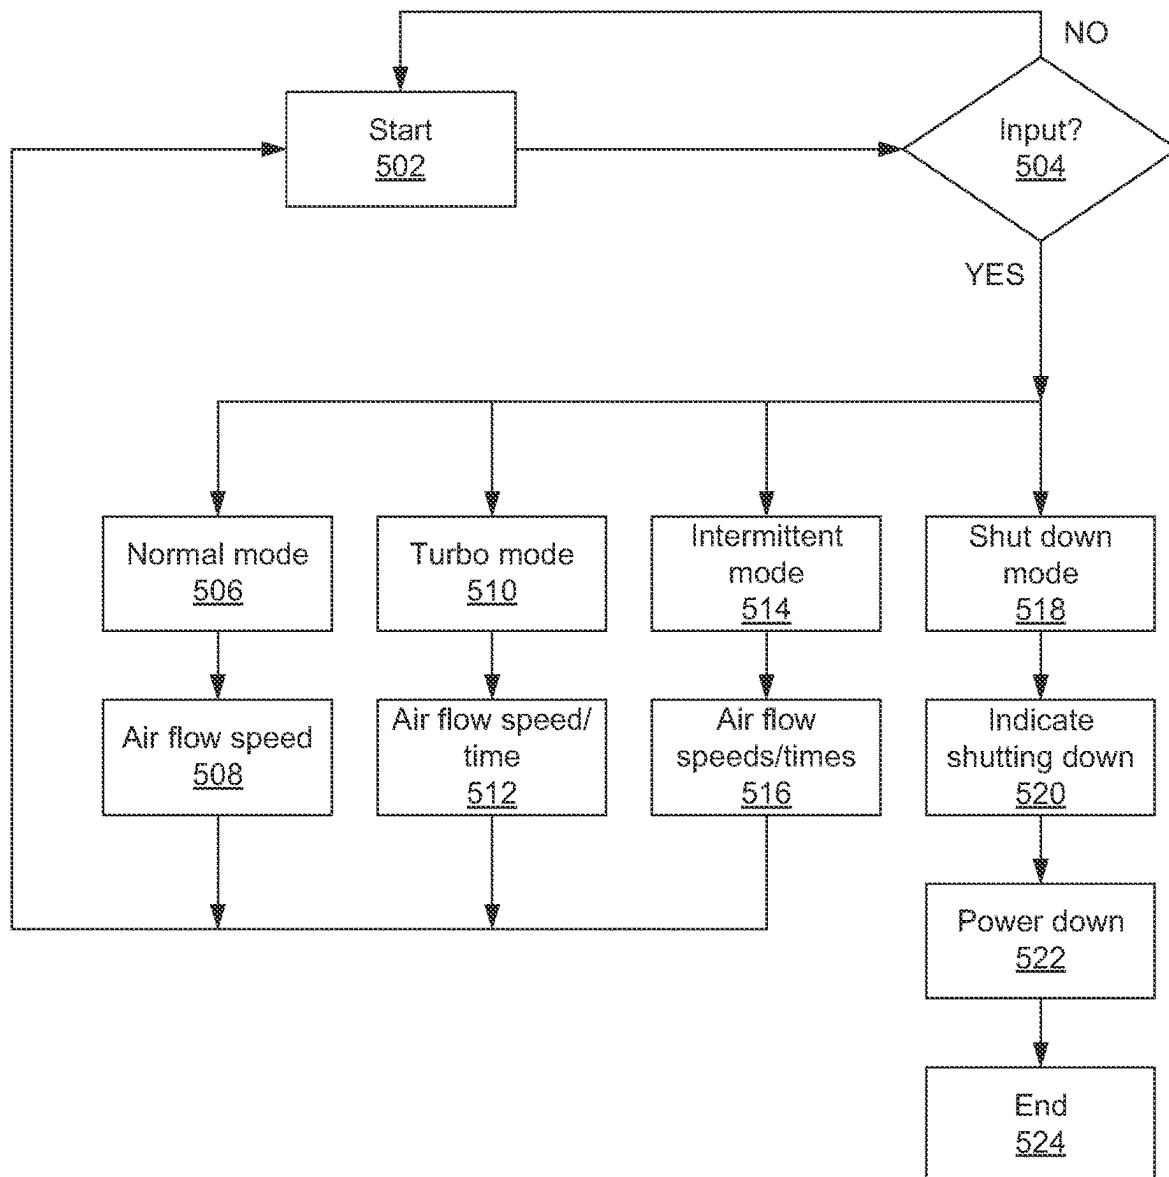 NO
Start
502
Input?
504
YES
Normal mode
506
Turbo mode
510
Intermittent
mode
514
Shut down
mode
518
Air flow speed
508
Air flow speed/
time
512
Air flow
speeds/times
516
Indicate
shutting down
520
Power down
522
End
524